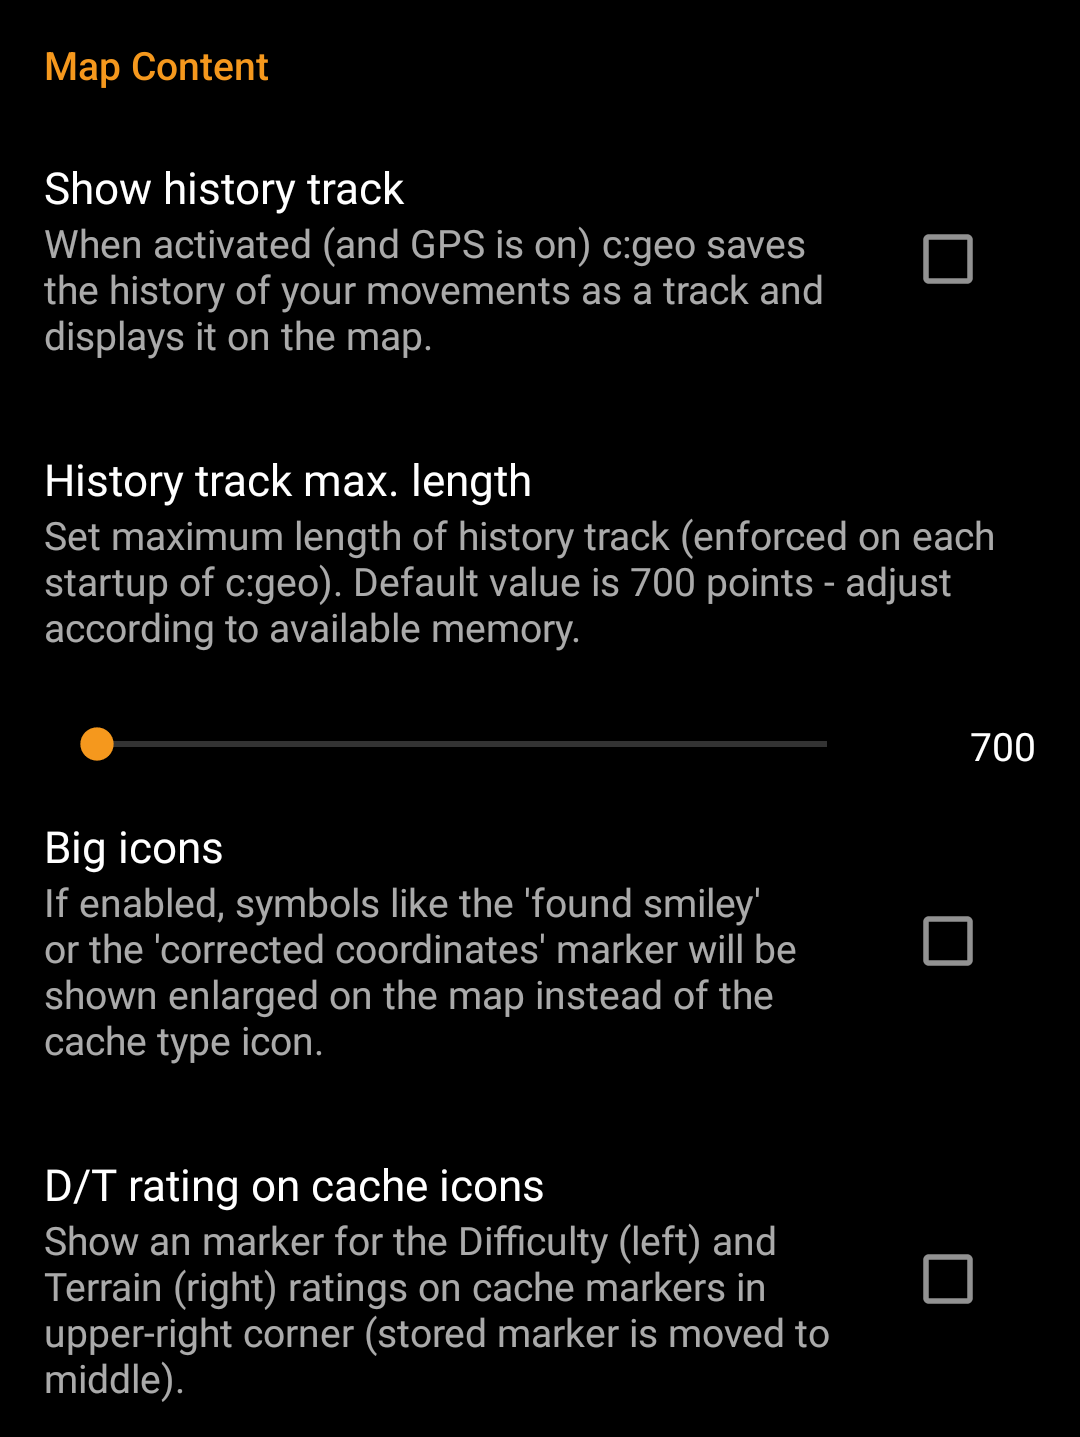 Map Content
Show history track
When activated (and GPS is on) c:geo saves
the history of your movements as a track and
displays it on the map.
History track max. length
Set maximum length of history track (enforced on each
startup of c:geo). Default value is 700 points - adjust
according to available memory.
700
Big icons
If enabled, symbols like the 'found smiley'
or the 'corrected coordinates' marker will be
shown enlarged on the map instead of the
cache type icon.
D/T rating on cache icons
Show an marker for the Difficulty (left) and
Terrain (right) ratings on cache markers in
upper-right corner (stored marker is moved to
middle).